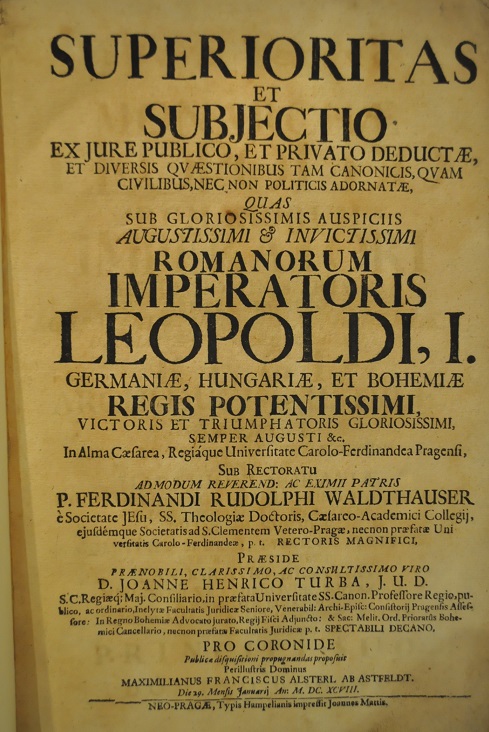 SUPERIORITAS
ET
SUBJECTIO
EX JURE PUBLICO, ET PRIVATO DEDUCTÆ,
ET DIVERSIS QVÆSTIONIBUS TAM CANONICIS, QVAM
CIVILIBUS, NEC NON POLITICIS ADORNATÆ,
QUAS
SUB GLORIOSISSIMIS AUSPICIIS
AUGUSTISSIMI & INVICTISSIMI
ROMANORUM
IMPERATORIS
LEOPOLDI, I.
GERMANIÆ, HUNGARIÆ, ET BOHEMIÆ
REGIS POTENTISSIMI,
VICTORIS ET TRIUMPHATORIS GLORIOSISSIMI,
SEMPER AUGUSTI &c,
In Alma Cæsarea, Regiáque Universitate Carolo-Ferdinandea Pragensi,
SUB RECTORATU
ADMODUM REVEREND: AC EXIMII PATRIS
P. FERDINANDI RUDOLPHI WALDTHAUSER
è Societate JEsu, SS. Theologiæ Doctoris, Cæsareo-Academici Collegij,
ejusdémque Societatis ad S. Clementem Vetero-Pragæ, necnon præfatæ Uni
versitatis Carolo-Ferdinandeæ, p. t. RECTORIS MAGNIFICI,
PRÆSIDE
PRÆNOBILI, CLARISSIMO, AC CONSULTISSIMO VIRO
D. JOANNE HENRICO TURBA, J. U. D.
S. C. Regiæq; Maj. Consiliario, in præfata Universitate SS. Canon. Professore Regio, pu-
blico, ac ordinario, Inclytæ Facultatis Juridicæ Seniore, Venerabil: Archi-Episc: Consistorij Pragensis Asses-
sore: In Regno Bohemiæ Advocato jurato, Regij Fisci Adjuncto: & Sac: Melit. Ord. Prioratûs Bohe-
mici Cancellario, necnon præfatæ Facultatis Juridicæ p. t. SPECTABILI DECANO,
PRO CORONIDE
Publicæ disquisitioni propugnandas proposuit
Perillustris Dominus
MAXIMILIANUS FRANCISCUS ALSTERL AB ASTFELDT.
Die 29. Mensis Januarij An: M. DC. XCVIII.
NEO-PRAGÆ, Typis Hampelianis impressit Joannes Mattis.